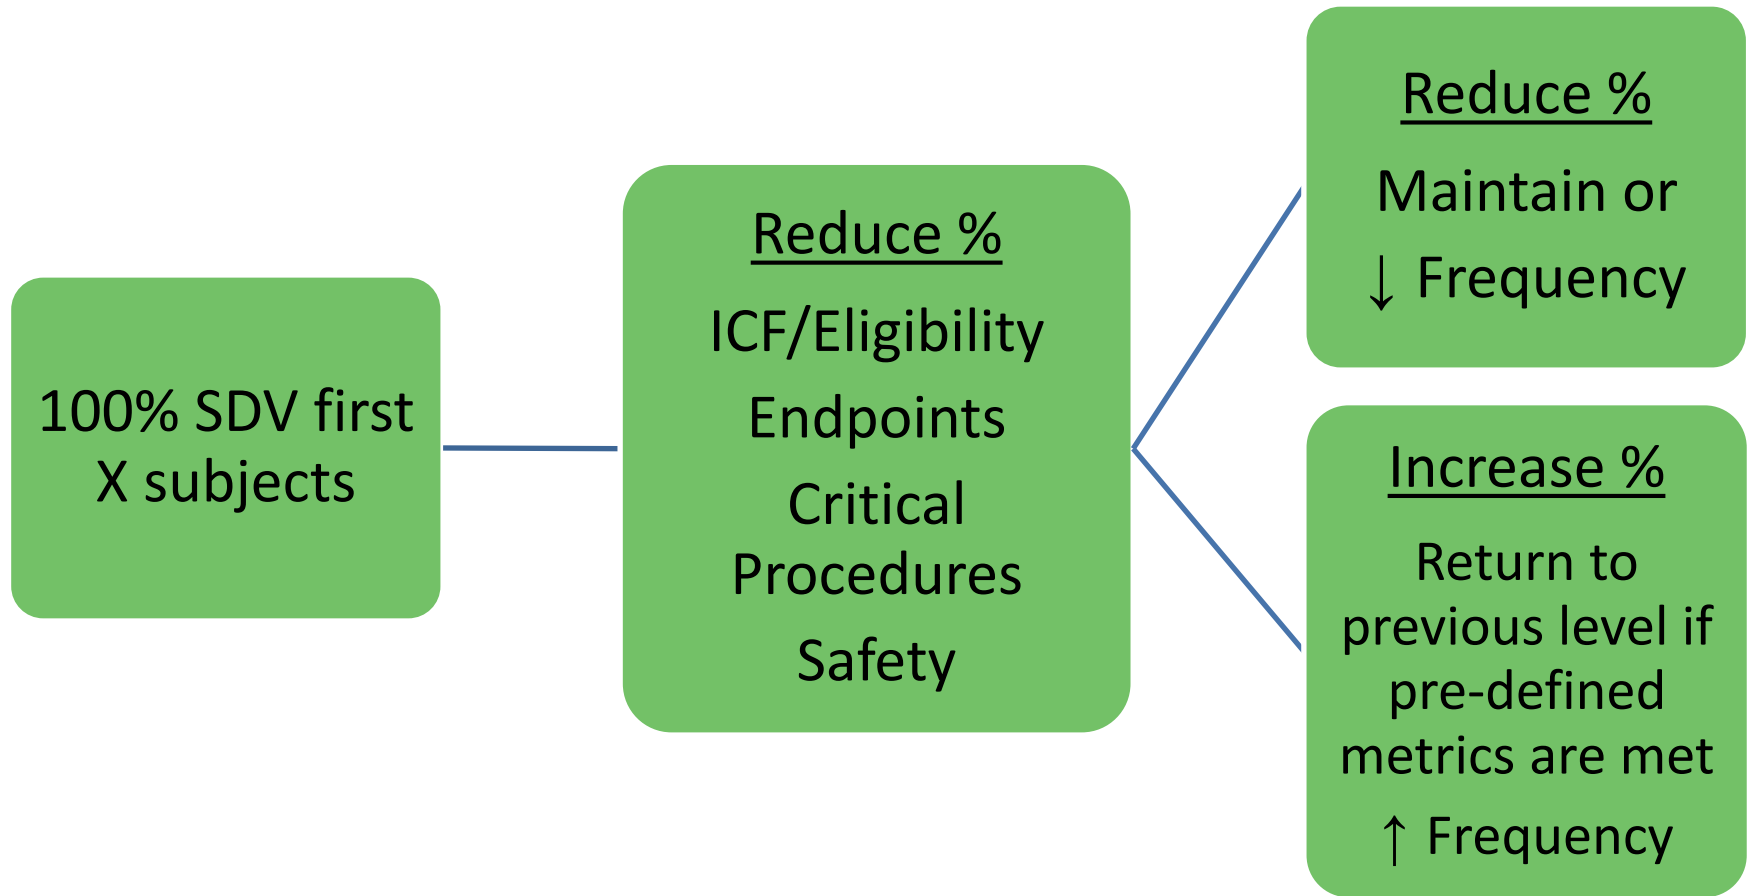 100% SDV first
X subjects
Reduce %
ICF/Eligibility
Endpoints
Critical
Procedures
Safety
Reduce %
Maintain or
↓ Frequency
Increase %
Return to
previous level if
pre-defined
metrics are met
↑ Frequency